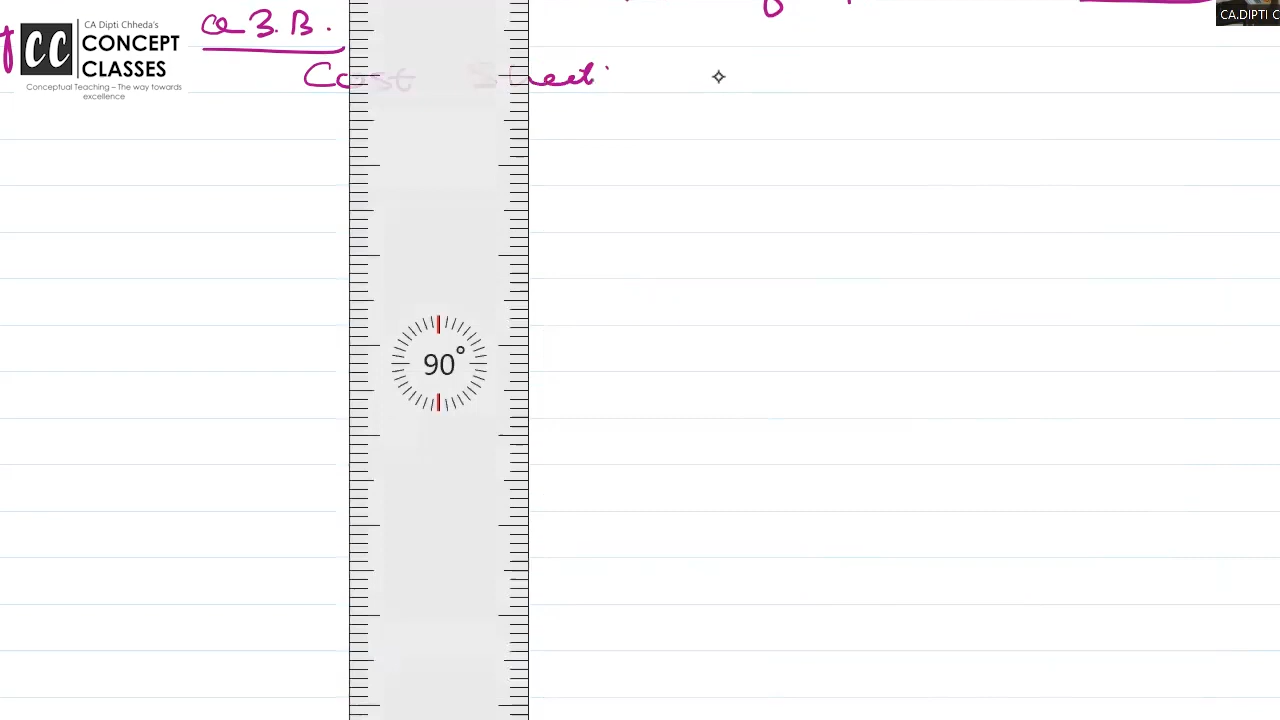 CA Dipti Chheda's
CC CONCEPT
CLASSES
Conceptual Teaching – The way towards
excellence
Q 3. B.
Cost Sheet
90°
CA.DIPTI C